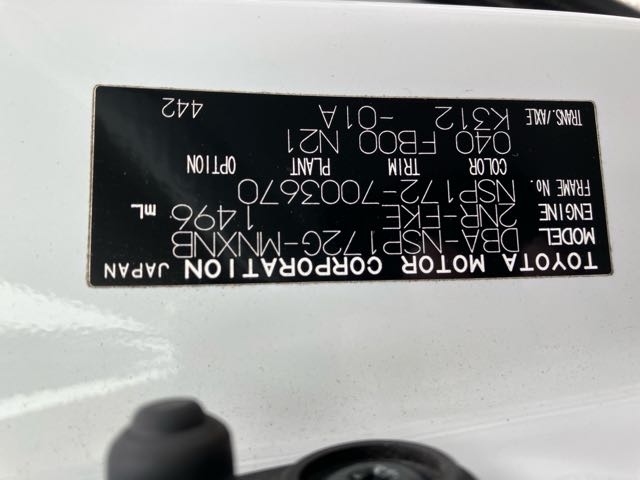 TOYOTA MOTOR CORPORATION JAPAN
MODEL DBA-NSP172G-MNXNB
ENGINE 2NR-FKE 1496 mL
FRAME No. NSP172-7003670
COLOR TRIM PLANT OPTION
040 FB00 N21
TRANS./AXLE K312 -01A
442